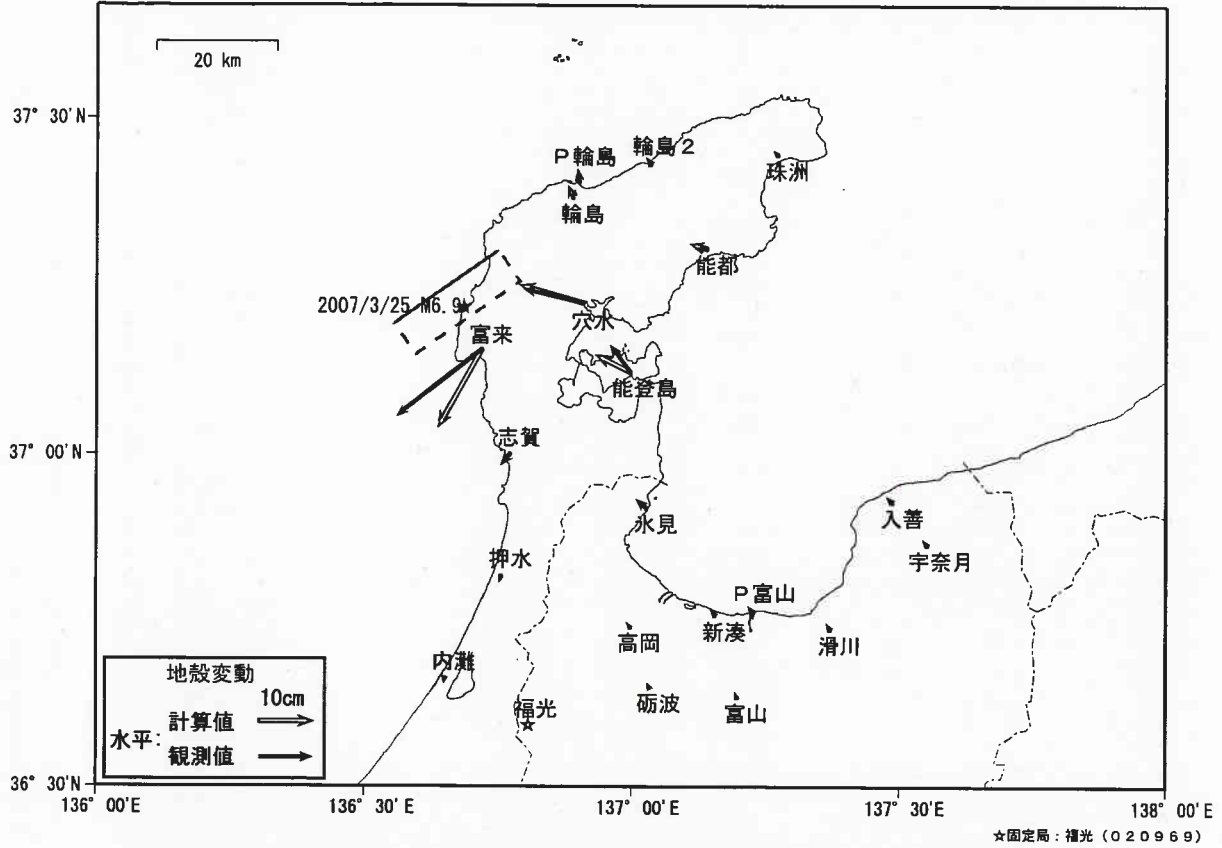 20 km
37° 30'N
P輪島
輪島2
輪島
珠洲
能都
2007/3/25 M6.9
穴水
富来
能登島
37° 00'N
志賀
氷見
入善
宇奈月
押水
P富山
新湊
高岡
滑川
内灘
砺波
富山
福光
地殻変動
10cm
水平:
計算値
観測値
36° 30'N
136° 00'E
136° 30'E
137° 00'E
137° 30'E
138° 00'E
☆固定局:福光(020969)